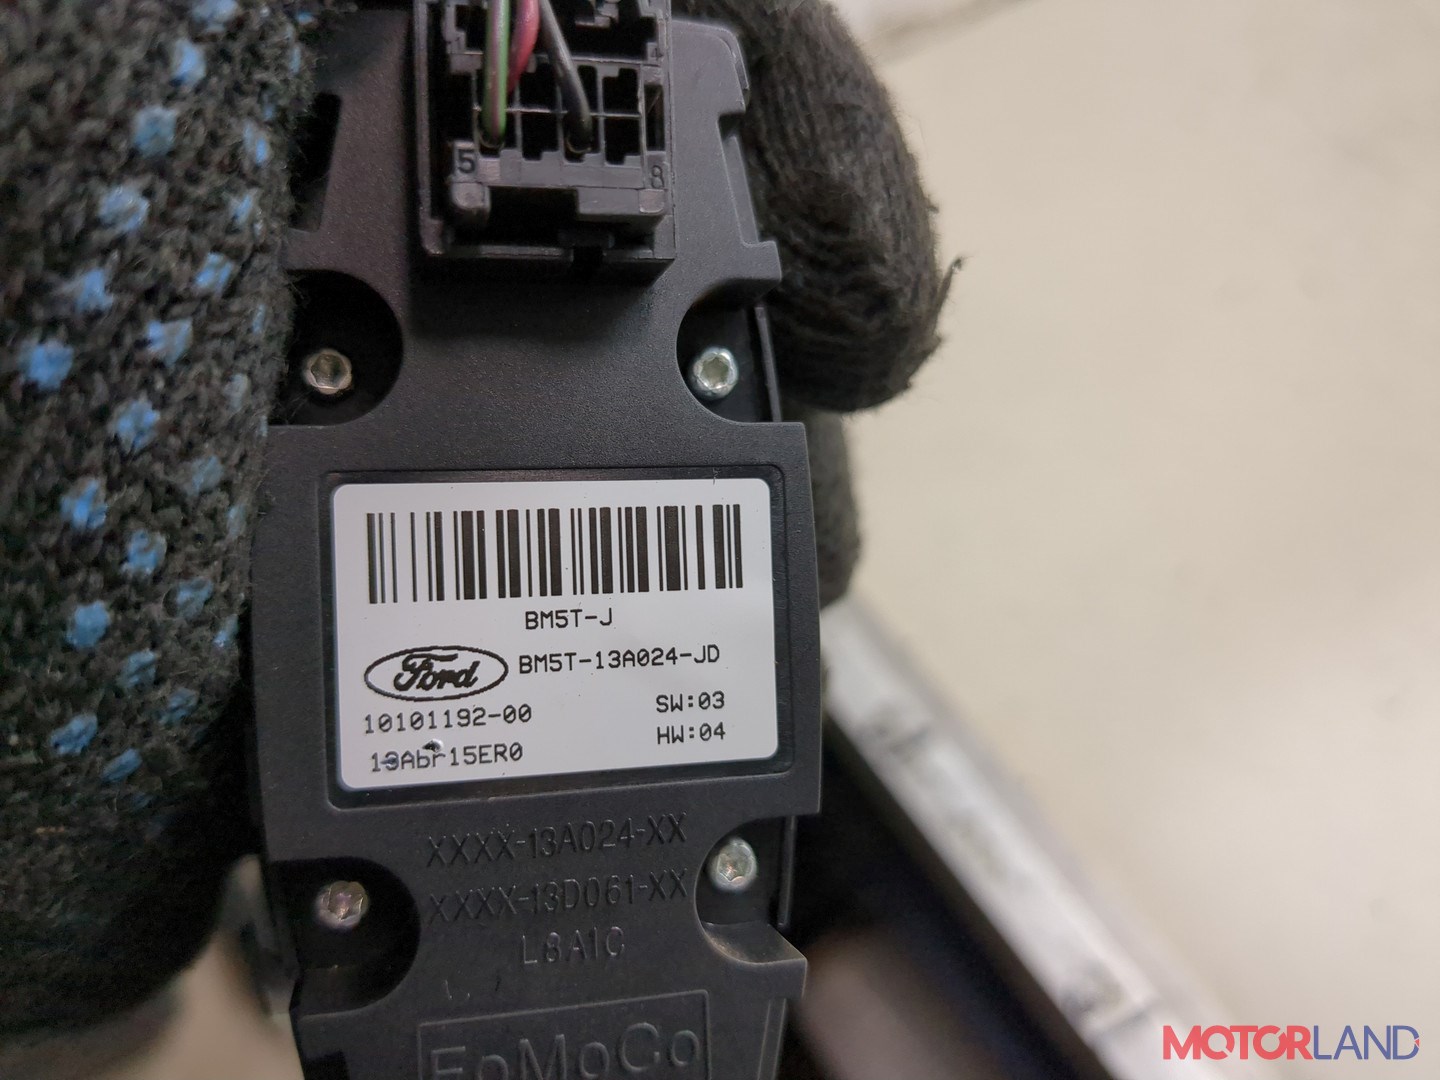 5 8
BM5T-J
Ford BM5T-13A024-JD
10101192-00 SW:03
13Abr15ER0 HW:04
XXXX-13A024-XX
XXXX-13D061-XX
L8A1C
FoMoCo
MOTORLAND